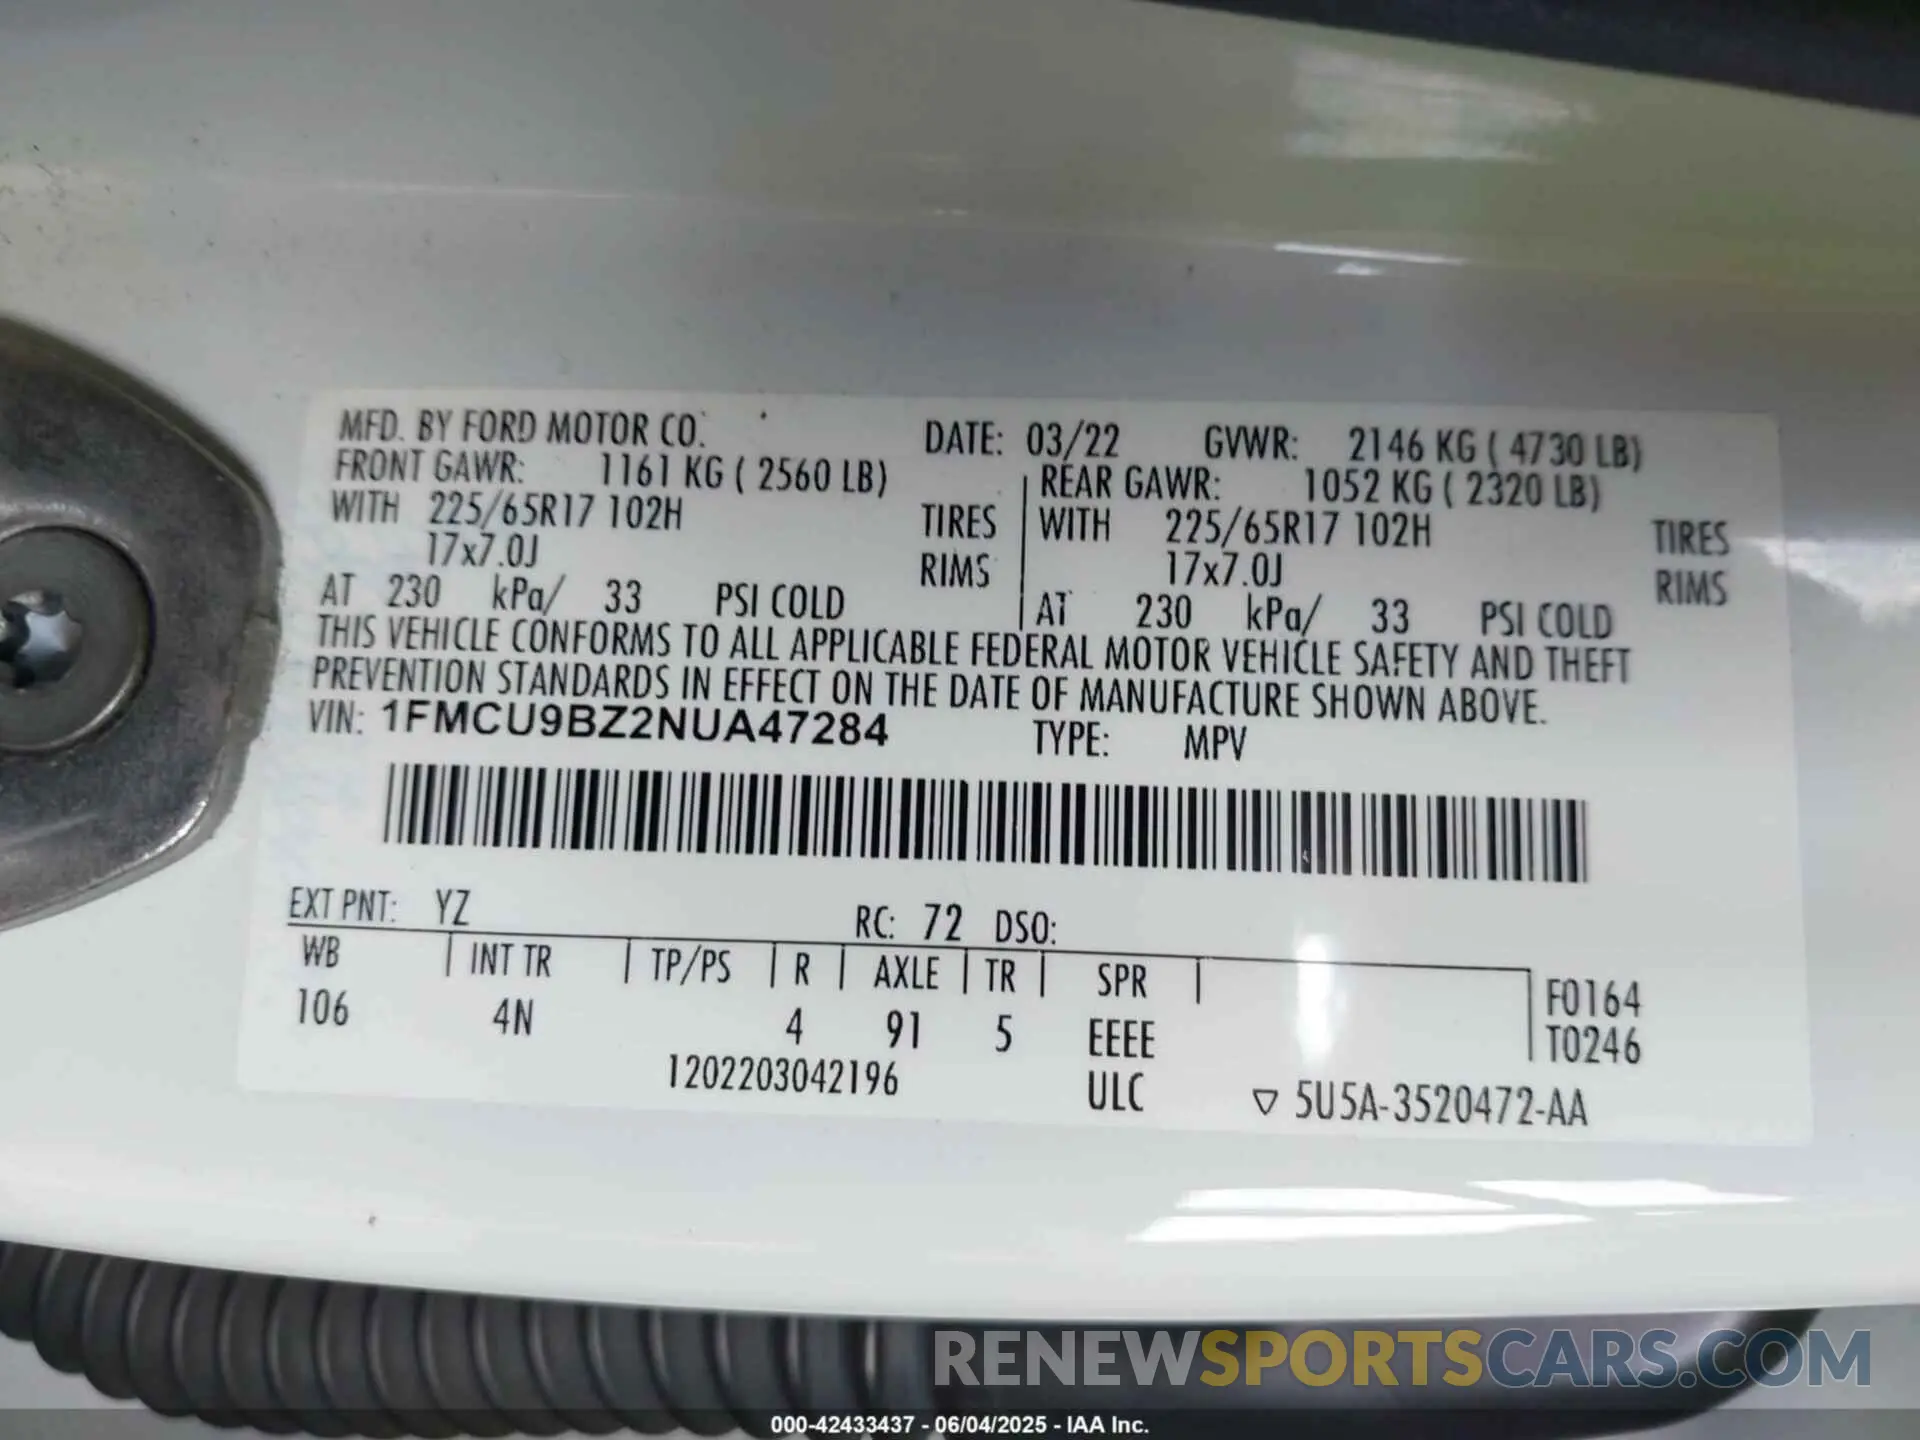 MFD. BY FORD MOTOR CO. DATE: 03/22 GVWR: 2146 KG ( 4730 LB)
FRONT GAWR: 1161 KG ( 2560 LB) REAR GAWR: 1052 KG ( 2320 LB)
WITH 225/65R17 102H TIRES WITH 225/65R17 102H TIRES
17x7.0J RIMS 17x7.0J RIMS
AT 230 kPa/ 33 PSI COLD AT 230 kPa/ 33 PSI COLD
THIS VEHICLE CONFORMS TO ALL APPLICABLE FEDERAL MOTOR VEHICLE SAFETY AND THEFT
PREVENTION STANDARDS IN EFFECT ON THE DATE OF MANUFACTURE SHOWN ABOVE.
VIN: 1FMCU9BZ2NUA47284 TYPE: MPV
EXT PNT: YZ RC: 72 DSO:
WB INT TR TP/PS R AXLE TR SPR F0164
106 4N 4 91 5 EEEE T0246
1202203042196 ULC ▽ 5U5A-3520472-AA
RENEWSPORTSCARS.COM
000-42433437 - 06/04/2025 - IAA Inc.